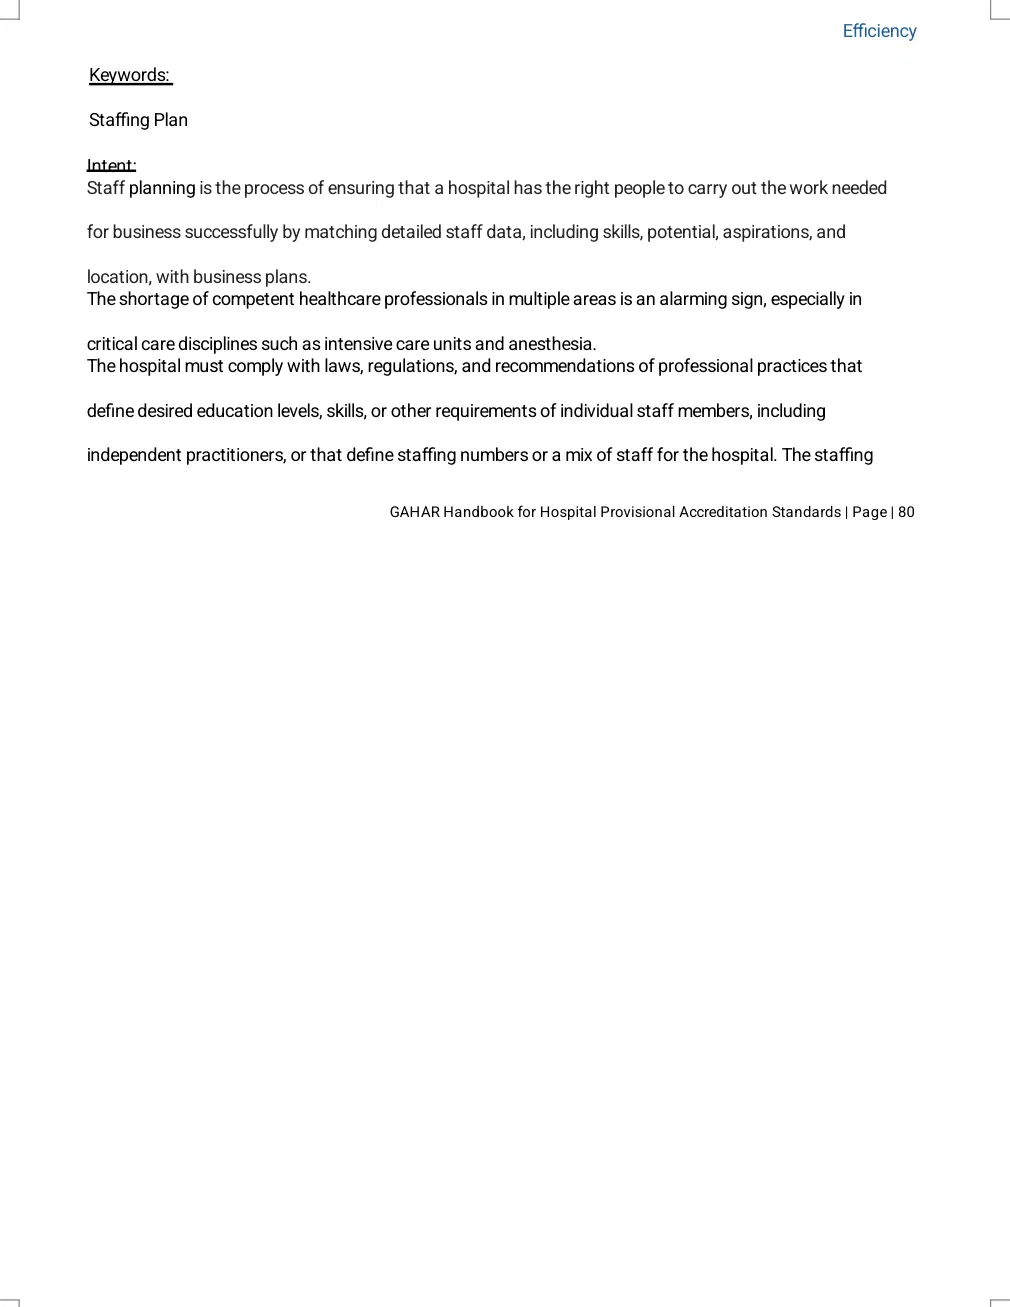 Efficiency
Keywords:
Staffing Plan
Intent:
Staff planning is the process of ensuring that a hospital has the right people to carry out the work needed
for business successfully by matching detailed staff data, including skills, potential, aspirations, and
location, with business plans.
The shortage of competent healthcare professionals in multiple areas is an alarming sign, especially in
critical care disciplines such as intensive care units and anesthesia.
The hospital must comply with laws, regulations, and recommendations of professional practices that
define desired education levels, skills, or other requirements of individual staff members, including
independent practitioners, or that define staffing numbers or a mix of staff for the hospital. The staffing
GAHAR Handbook for Hospital Provisional Accreditation Standards | Page | 80